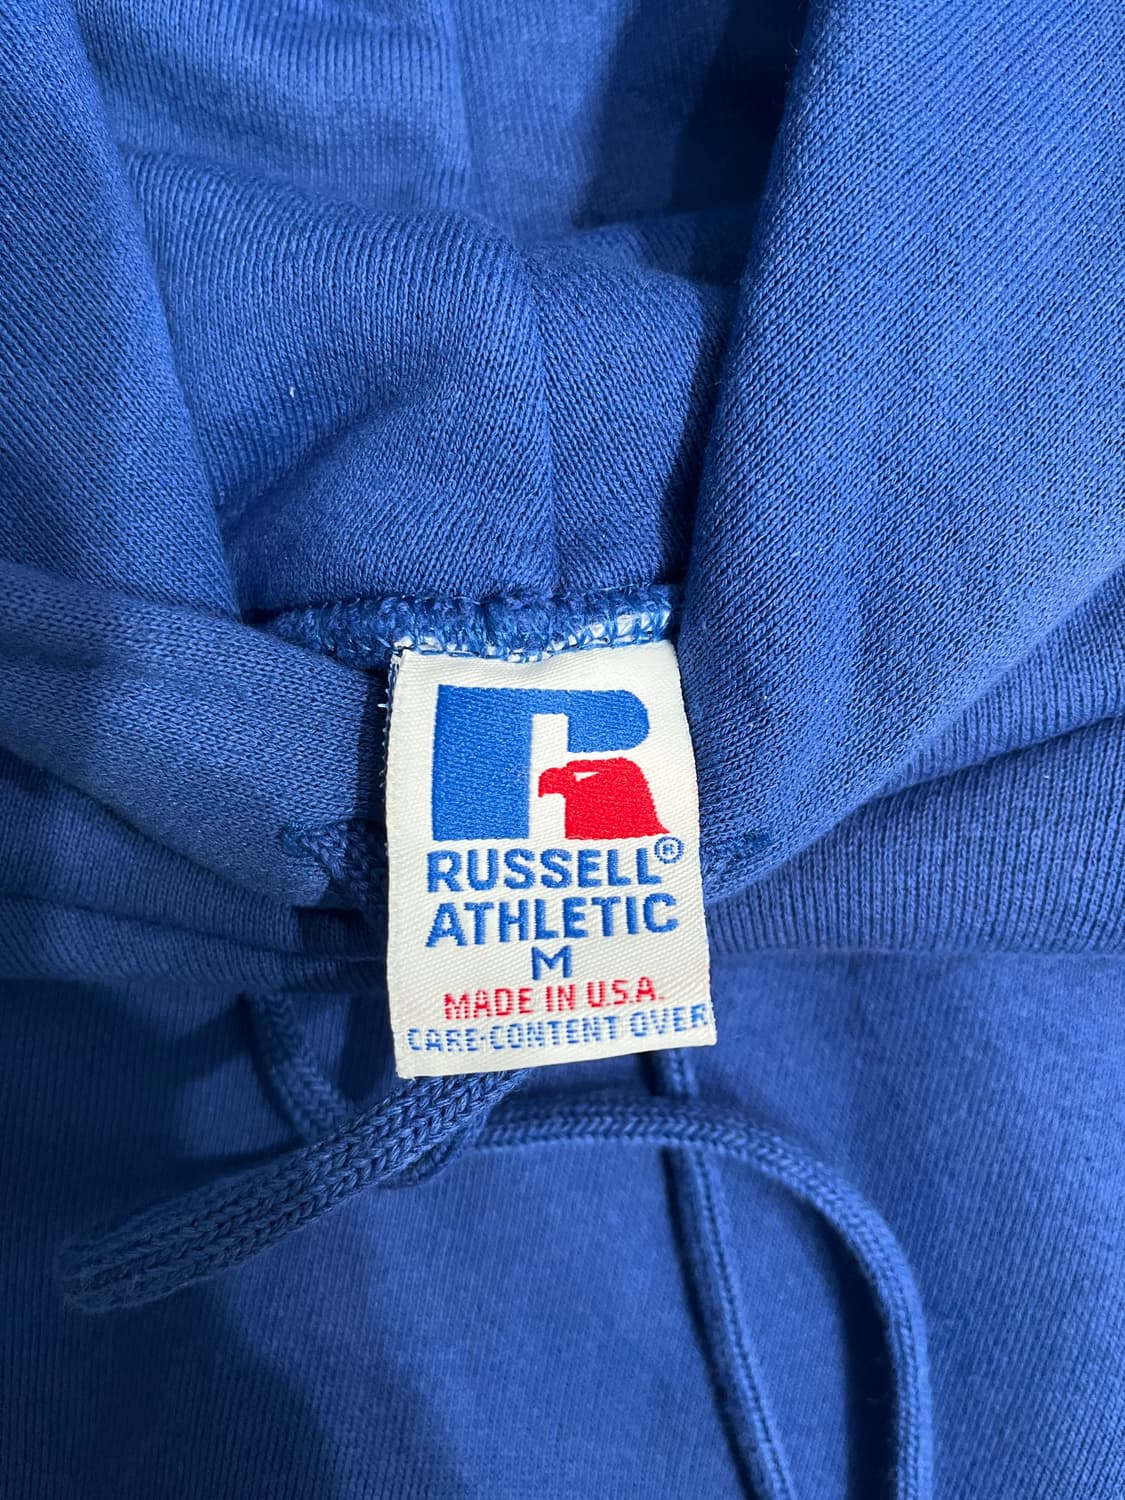 R
RUSSELL®
ATHLETIC
M
MADE IN U.S.A.
CARE-CONTENT OVER